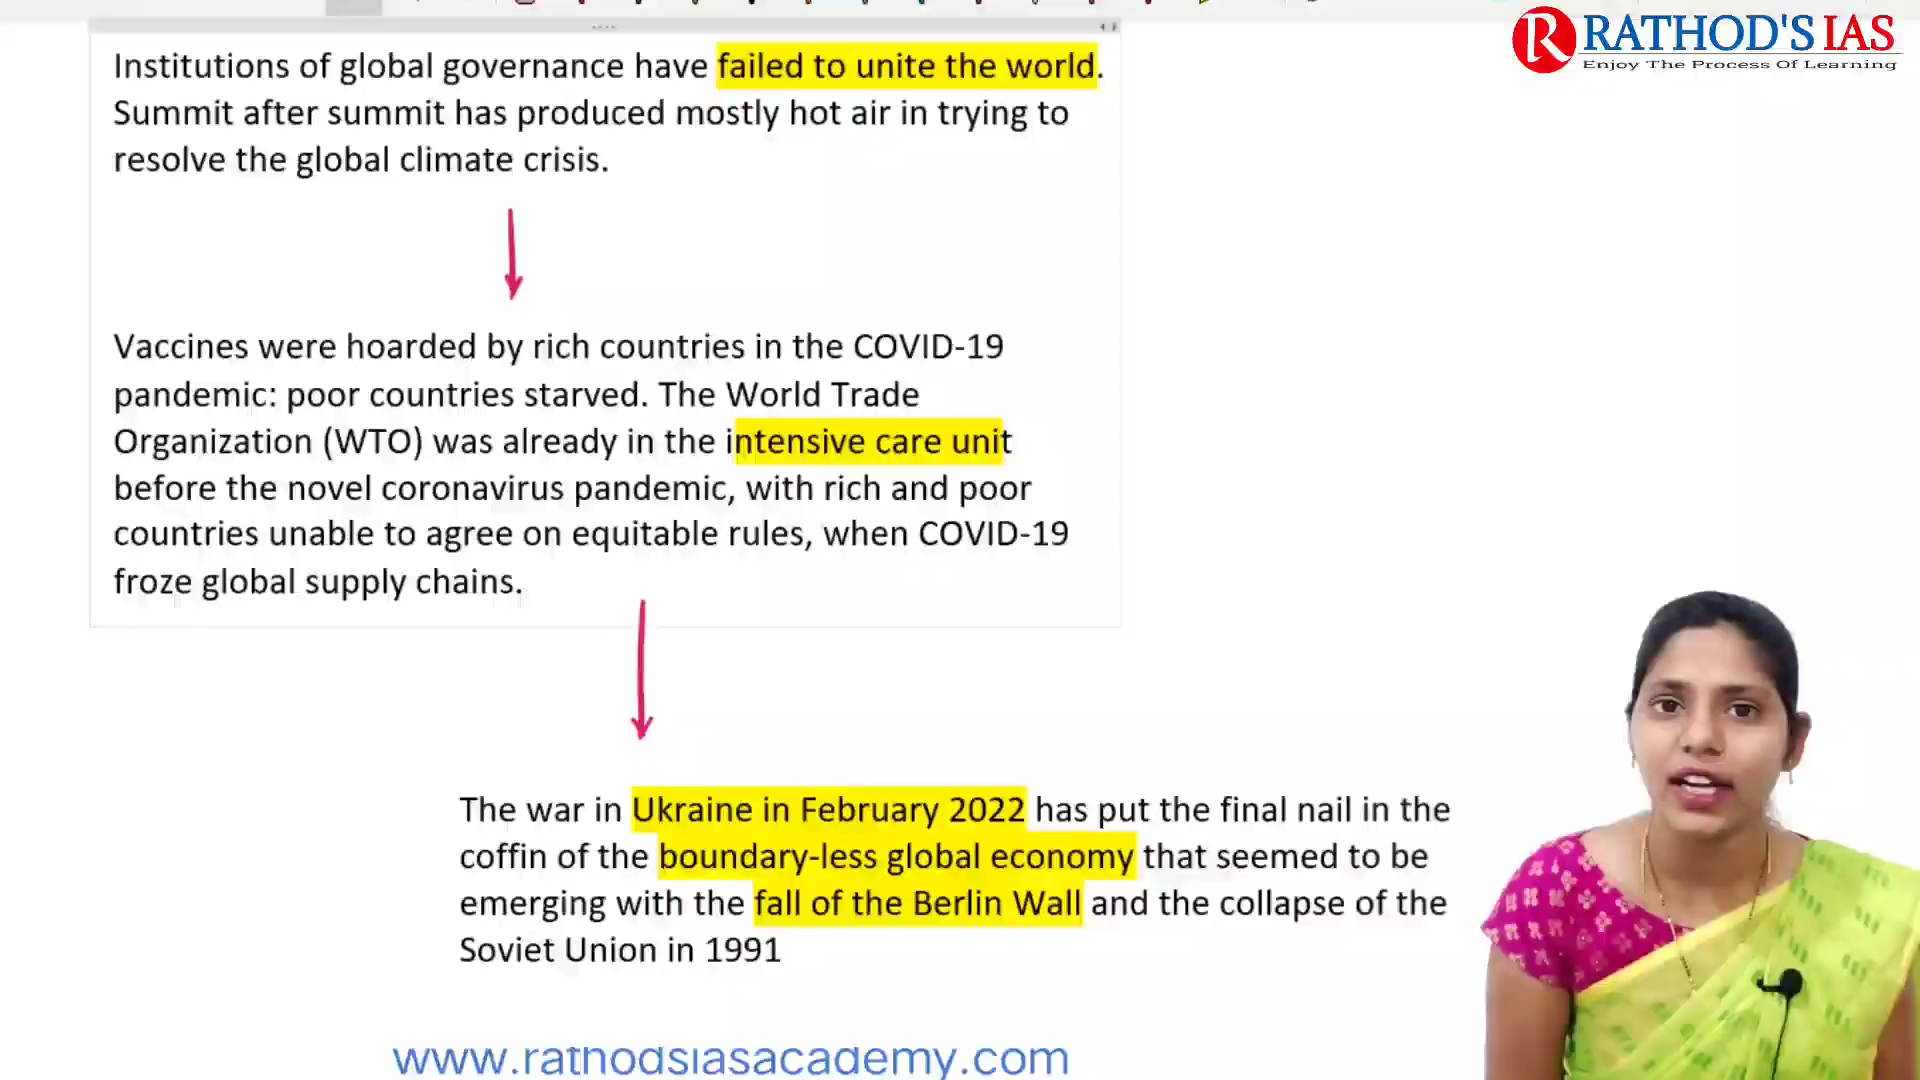 RATHOD'S IAS
Enjoy The Process Of Learning
Institutions of global governance have failed to unite the world.
Summit after summit has produced mostly hot air in trying to
resolve the global climate crisis.
Vaccines were hoarded by rich countries in the COVID-19
pandemic: poor countries starved. The World Trade
Organization (WTO) was already in the intensive care unit
before the novel coronavirus pandemic, with rich and poor
countries unable to agree on equitable rules, when COVID-19
froze global supply chains.
The war in Ukraine in February 2022 has put the final nail in the
coffin of the boundary-less global economy that seemed to be
emerging with the fall of the Berlin Wall and the collapse of the
Soviet Union in 1991
www.rathodsiasacademy.com